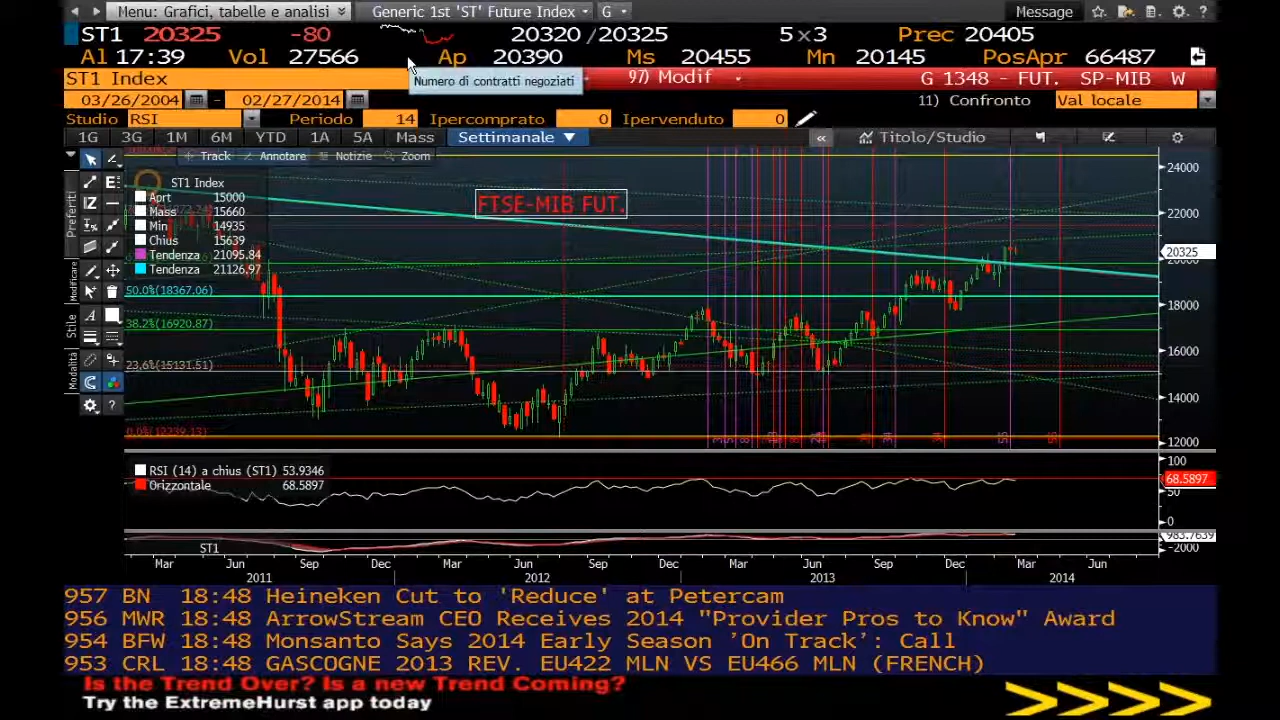 Menu: Grafici, tabelle e analisi Generic 1st 'ST' Future Index G Message ?
ST1 20325 -80 20320 /20325 5×3 Prec 20405
Al 17:39 Vol 27566 Ap 20390 Ms 20455 Mn 20145 PosApr 66487
ST1 Index 97) Modif G 1348 - FUT. SP-MIB W
Numero di contratti negoziati
03/26/2004 - 02/27/2014 11) Confronto Val locale
Studio RSI Periodo 14 Ipercomprato 0 Ipervenduto 0
1G 3G 1M 6M YTD 1A 5A Mass Settimanale ▼ « Titolo/Studio
Track Annotare Notizie Zoom
ST1 Index
Aprt 15000
Mass 15660
Min 14935
Chius 15639
Tendenza 21095.84
Tendenza 21126.97
FTSE-MIB FUT.
Preferiti
Modificare
Stile
Modalità
50.0%(18367.06)
38.2%(16920.87)
23.6%(15131.51)
0.0%(12239.13)
24000
22000
20325
20000
18000
16000
14000
12000
RSI (14) a chius (ST1) 53.9346
Orizzontale 68.5897
100
68.5897
50
0
ST1
983.7639
-2000
Mar Jun Sep Dec Mar Jun Sep Dec Mar Jun Sep Dec Mar Jun
2011 2012 2013 2014
957 BN 18:48 Heineken Cut to 'Reduce' at Petercam
956 MWR 18:48 ArrowStream CEO Receives 2014 "Provider Pros to Know" Award
954 BFW 18:48 Monsanto Says 2014 Early Season 'On Track': Call
953 CRL 18:48 GASCOGNE 2013 REV. EU422 MLN VS EU466 MLN (FRENCH)
Is the Trend Over? Is a new Trend Coming?
Try the ExtremeHurst app today